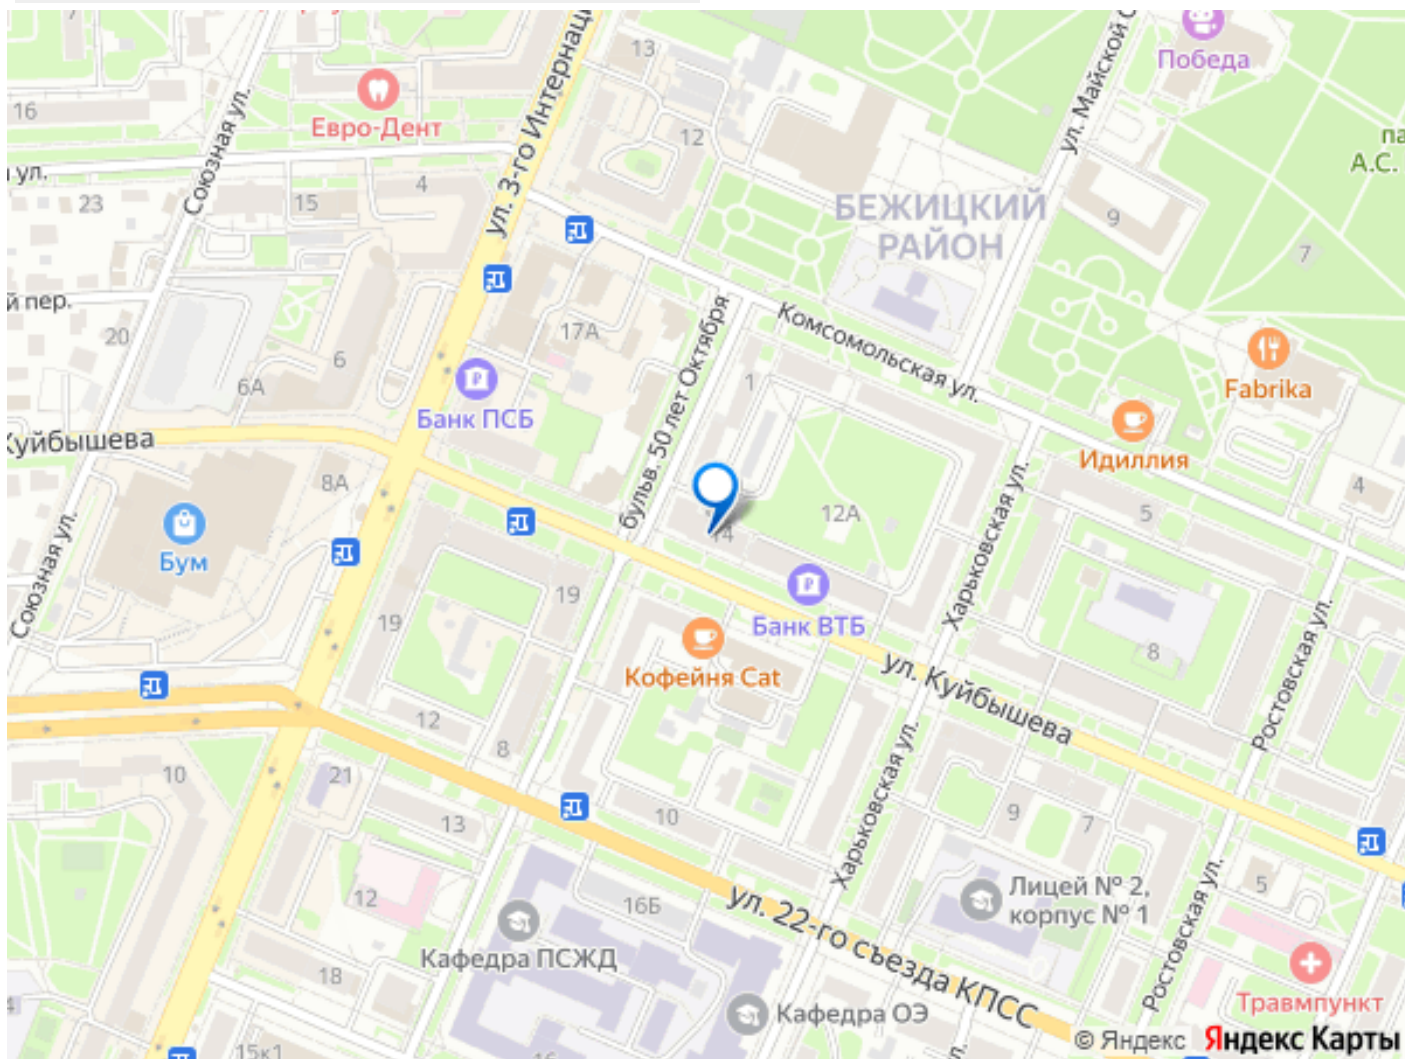 7
16
Евро-Дент
Союзная ул.
ул. 3-го Интернаци
13
12
Победа
ул. Майской С
па
А.С.
ул.
23
15
4
БЕЖИЦКИЙ
РАЙОН
9
7
й пер.
20
6
6А
17А
бульв. 50 лет Октября
Комсомольская ул.
1
Банк ПСБ
Fabrika
Идиллия
Куйбышева
8А
Бум
Союзная ул.
14
12А
Харьковская ул.
5
4
19
19
Банк ВТБ
Кофейня Cat
ул. Куйбышева
8
Ростовская ул.
12
8
10
21
13
10
Харьковская ул.
9
7
12
16Б
ул. 22-го съезда КПСС
Лицей № 2,
корпус № 1
5
Ростовская ул.
Кафедра ПСЖД
18
Травмпункт
4
Кафедра ОЭ
15к1
16
л.
© Яндекс Яндекс Карты